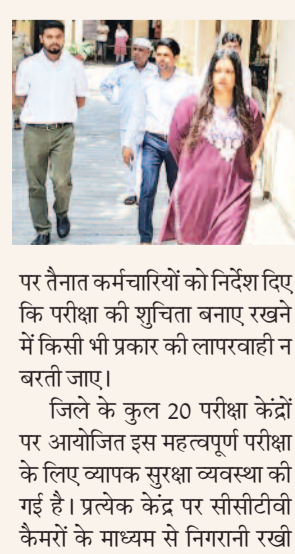 पर तैनात कर्मचारियों को निर्देश दिए
कि परीक्षा की शुचिता बनाए रखने
में किसी भी प्रकार की लापरवाही न
बरती जाए।
जिले के कुल 20 परीक्षा केंद्रों
पर आयोजित इस महत्वपूर्ण परीक्षा
के लिए व्यापक सुरक्षा व्यवस्था की
गई है। प्रत्येक केंद्र पर सीसीटीवी
कैमरों के माध्यम से निगरानी रखी